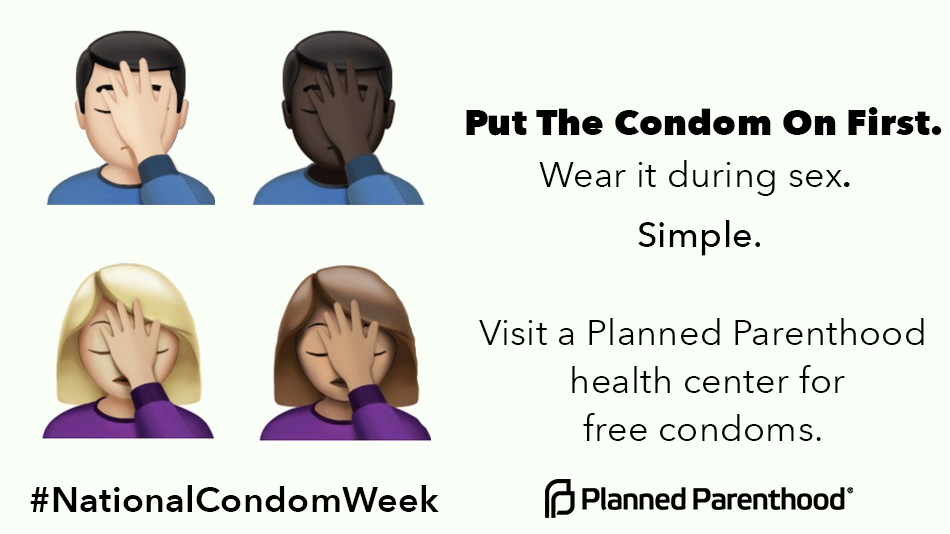 Put The Condom On First.
Wear it during sex.
Simple.
Visit a Planned Parenthood
health center for
free condoms.
#NationalCondomWeek
Planned Parenthood®